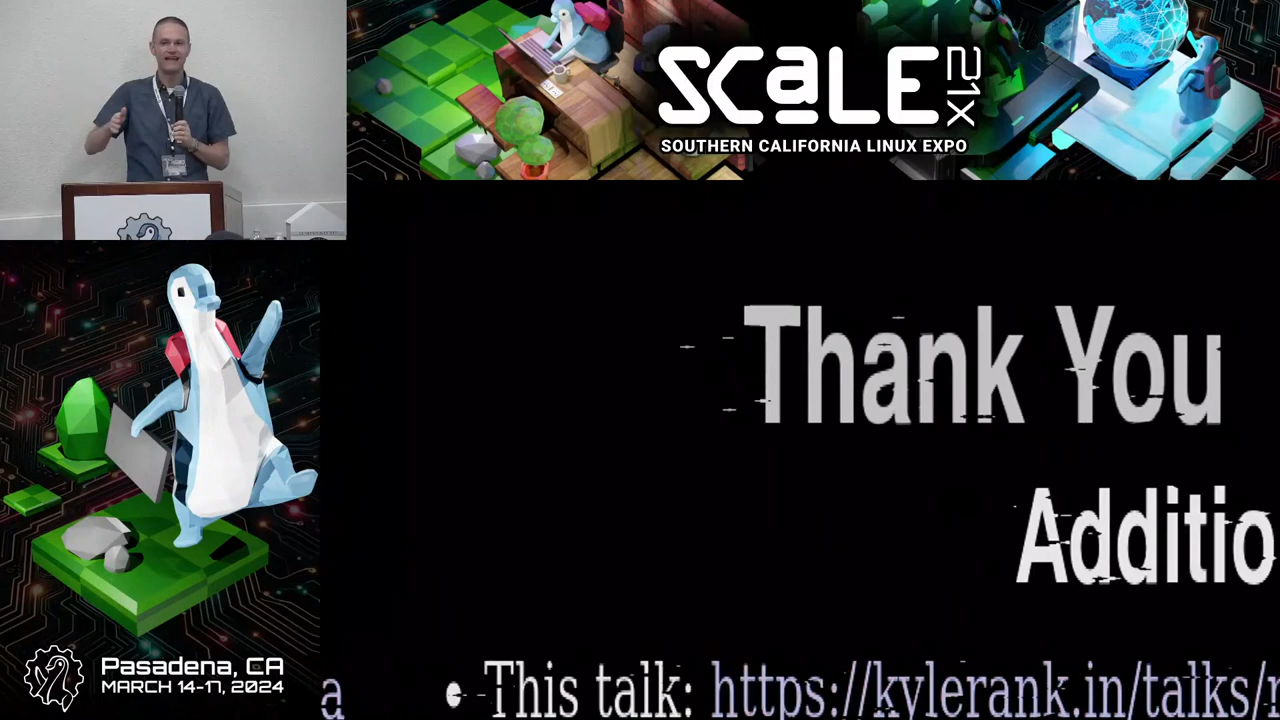 SCALE 21X
SOUTHERN CALIFORNIA LINUX EXPO
Thank You
Additio
a
• This talk: https://kylerank.in/talks/
Pasadena, CA
MARCH 14-17, 2024